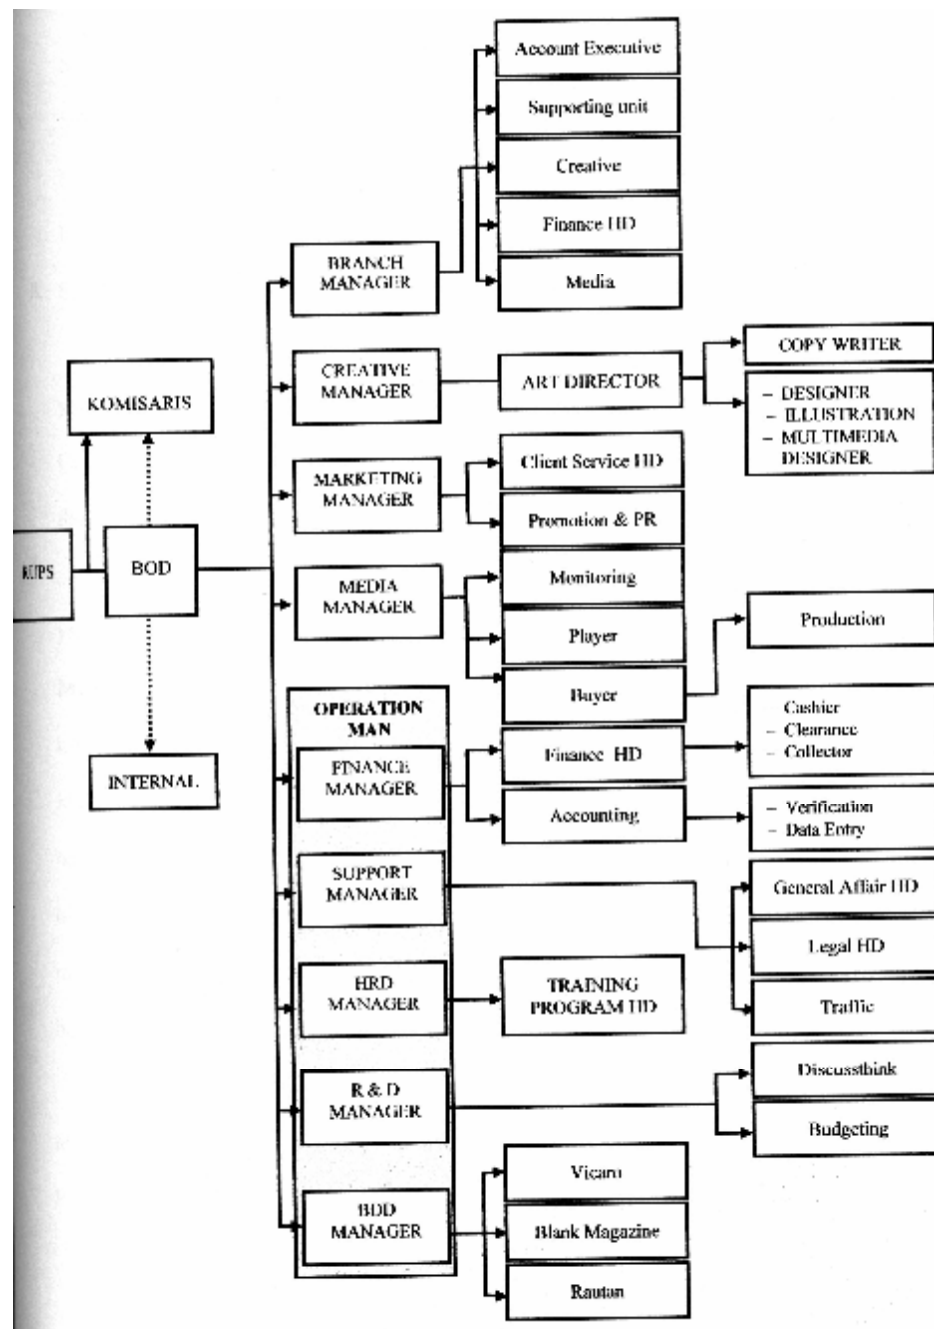 Account Executive
Supporting unit
Creative
Finance HD
Media
BRANCH
MANAGER
CREATIVE
MANAGER
ART DIRECTOR
COPY WRITER
– DESIGNER
– ILLUSTRATION
– MULTIMEDIA
DESIGNER
KOMISARIS
MARKETING
MANAGER
Client Service HD
Promotion & PR
RUPS
BOD
MEDIA
MANAGER
Monitoring
Player
Buyer
Production
INTERNAL
OPERATION
MAN
FINANCE
MANAGER
Finance HD
– Cashier
– Clearance
– Collector
Accounting
– Verification
– Data Entry
SUPPORT
MANAGER
General Affair HD
Legal HD
Traffic
HRD
MANAGER
TRAINING
PROGRAM HD
R & D
MANAGER
Discussthink
Budgeting
BDD
MANAGER
Blank Magazine
Rautan